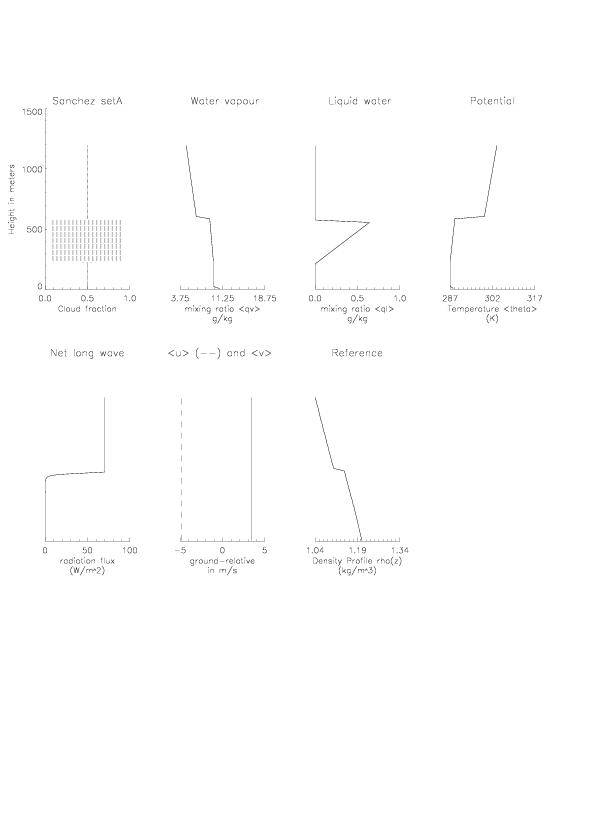 Sanchez setA
Water vapour
Liquid water
Potential
1500
1000
500
0
Height in meters
0.0 0.5 1.0
Cloud fraction
3.75 11.25 18.75
mixing ratio <qv>
g/kg
0.0 0.5 1.0
mixing ratio <ql>
g/kg
287 302 317
Temperature <theta>
(K)
Net long wave
<u> (--) and <v>
Reference
0 50 100
radiation flux
(W/m^2)
-5 0 5
ground-relative
in m/s
1.04 1.19 1.34
Density Profile rho(z)
(kg/m^3)